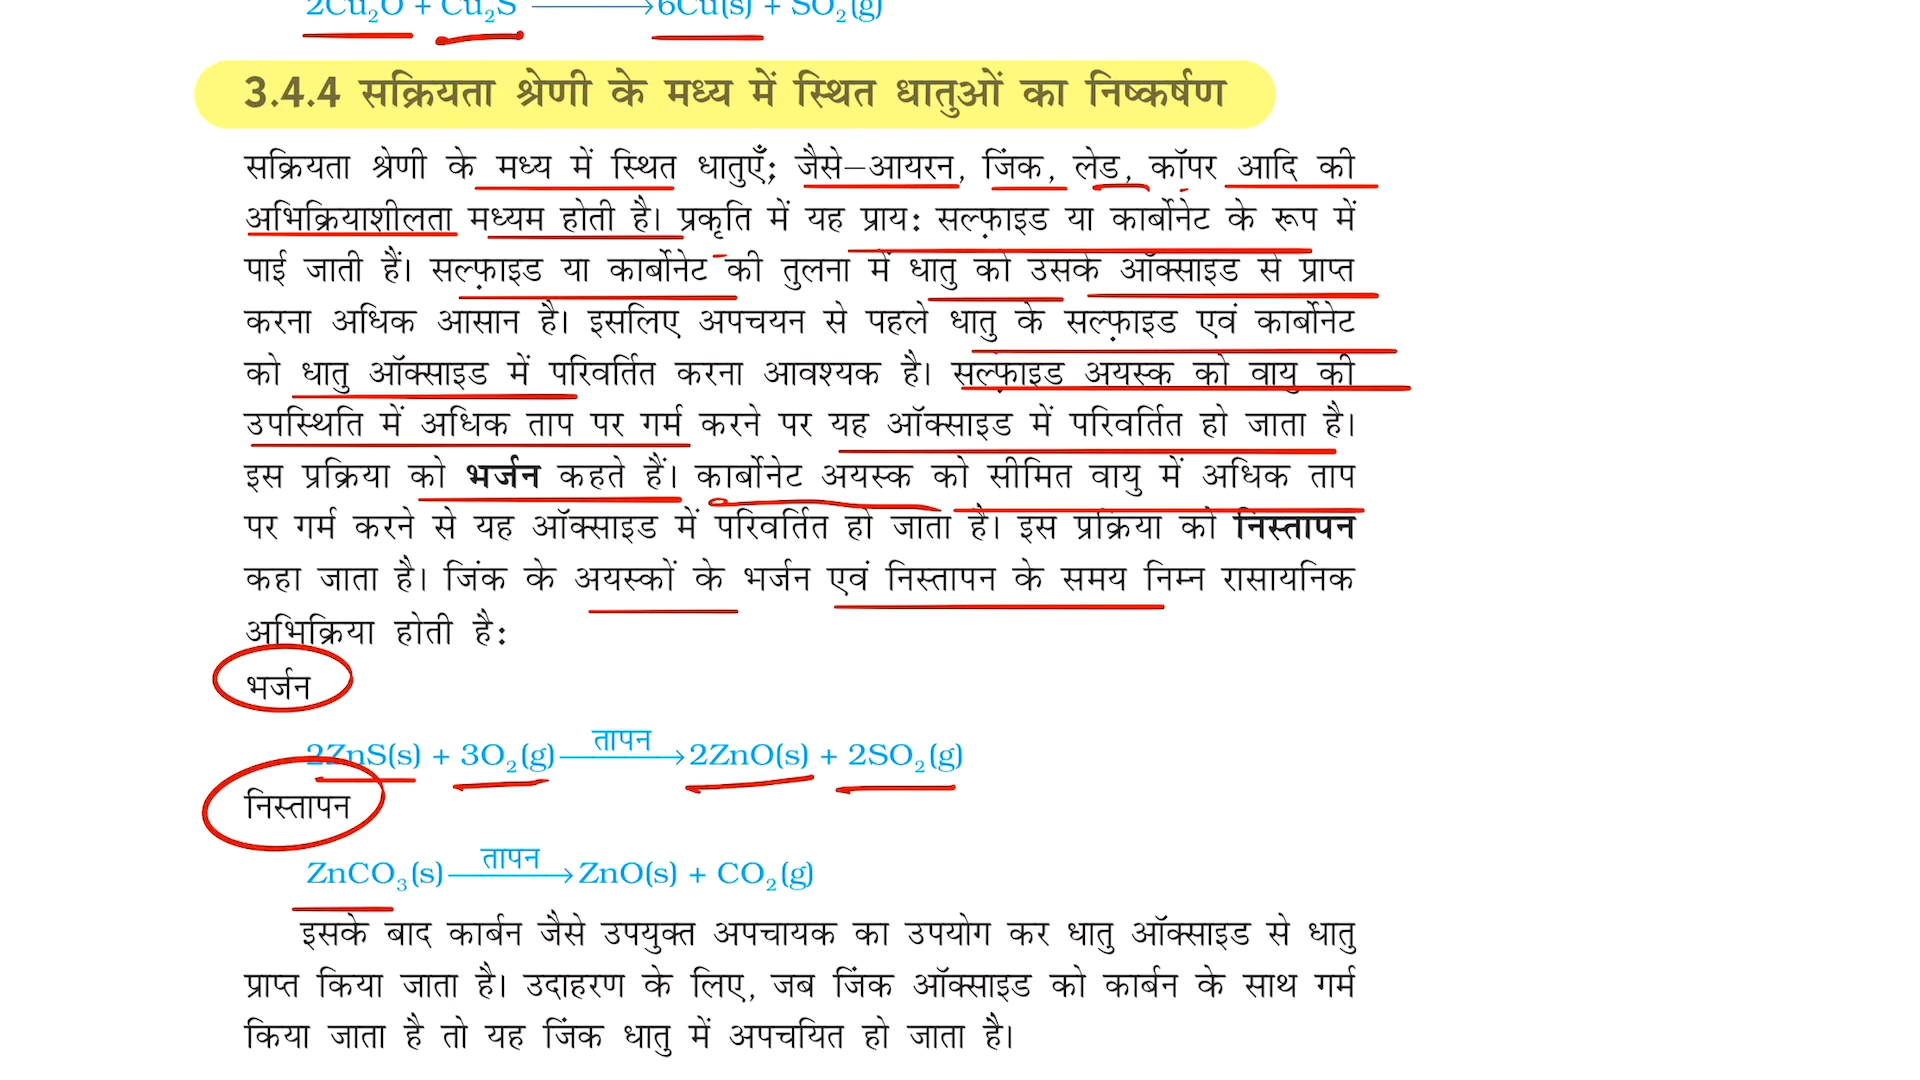 2Cu₂O + Cu₂S ⟶ 6Cu(s) + SO₂(g)
3.4.4 सक्रियता श्रेणी के मध्य में स्थित धातुओं का निष्कर्षण
सक्रियता श्रेणी के मध्य में स्थित धातुएँ; जैसे–आयरन, जिंक, लेड, कॉपर आदि की
अभिक्रियाशीलता मध्यम होती है। प्रकृति में यह प्राय: सल्फ़ाइड या कार्बोनेट के रूप में
पाई जाती हैं। सल्फ़ाइड या कार्बोनेट की तुलना में धातु को उसके ऑक्साइड से प्राप्त
करना अधिक आसान है। इसलिए अपचयन से पहले धातु के सल्फ़ाइड एवं कार्बोनेट
को धातु ऑक्साइड में परिवर्तित करना आवश्यक है। सल्फ़ाइड अयस्क को वायु की
उपस्थिति में अधिक ताप पर गर्म करने पर यह ऑक्साइड में परिवर्तित हो जाता है।
इस प्रक्रिया को भर्जन कहते हैं। कार्बोनेट अयस्क को सीमित वायु में अधिक ताप
पर गर्म करने से यह ऑक्साइड में परिवर्तित हो जाता है। इस प्रक्रिया को निस्तापन
कहा जाता है। जिंक के अयस्कों के भर्जन एवं निस्तापन के समय निम्न रासायनिक
अभिक्रिया होती है:
भर्जन
2ZnS(s) + 3O₂(g) ⟶ तापन 2ZnO(s) + 2SO₂(g)
निस्तापन
ZnCO₃(s) ⟶ तापन ZnO(s) + CO₂(g)
इसके बाद कार्बन जैसे उपयुक्त अपचायक का उपयोग कर धातु ऑक्साइड से धातु
प्राप्त किया जाता है। उदाहरण के लिए, जब जिंक ऑक्साइड को कार्बन के साथ गर्म
किया जाता है तो यह जिंक धातु में अपचयित हो जाता है।